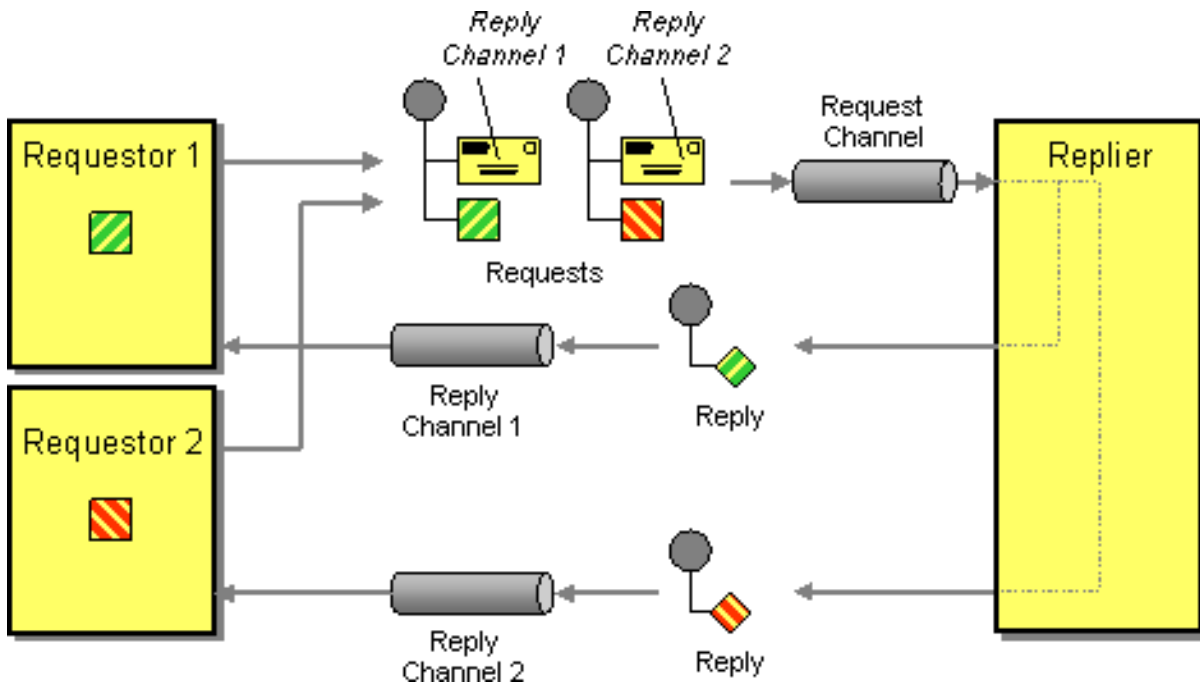 Reply
Channel 1
Reply
Channel 2
Request
Channel
Requestor 1
Replier
Requests
Reply
Channel 1
Reply
Requestor 2
Reply
Channel 2
Reply